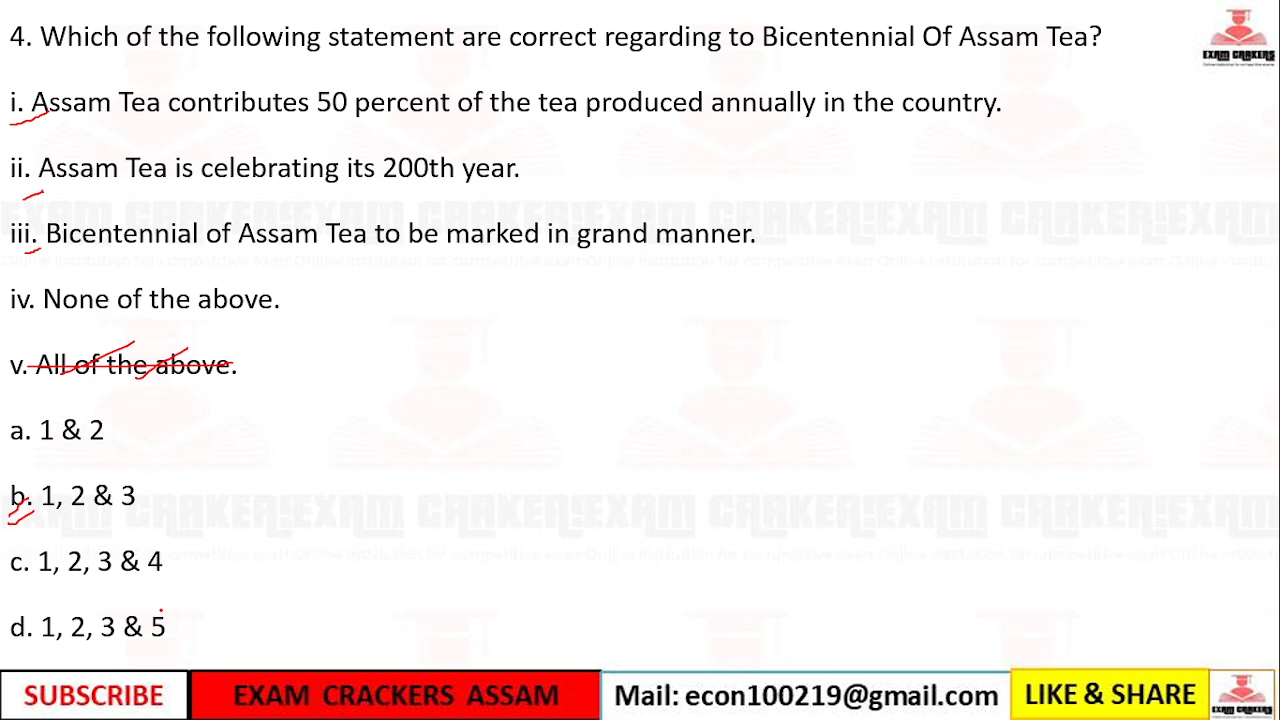 4. Which of the following statement are correct regarding to Bicentennial Of Assam Tea?
EXAM CRAKERS
i. Assam Tea contributes 50 percent of the tea produced annually in the country.
ii. Assam Tea is celebrating its 200th year.
iii. Bicentennial of Assam Tea to be marked in grand manner.
iv. None of the above.
v. All of the above.
a. 1 & 2
b. 1, 2 & 3
c. 1, 2, 3 & 4
d. 1, 2, 3 & 5
SUBSCRIBE
EXAM CRACKERS ASSAM
Mail: econ100219@gmail.com
LIKE & SHARE
EXAM CRAKERS